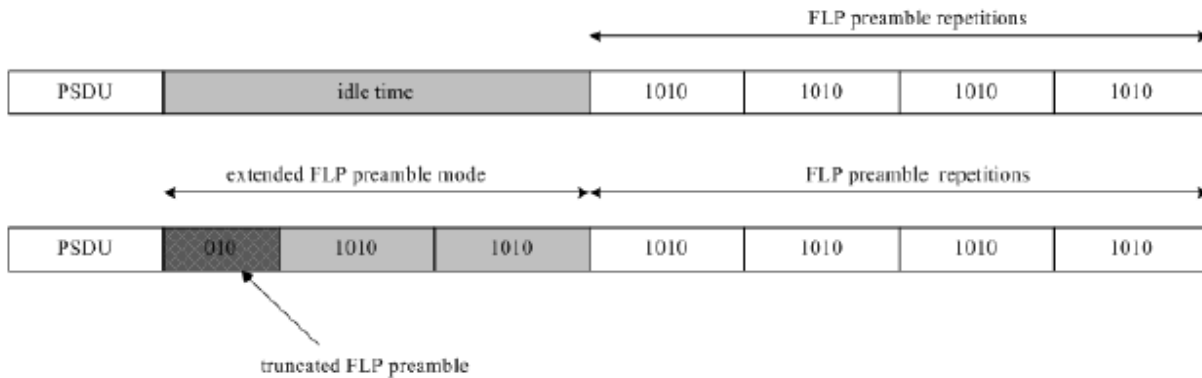 FLP preamble repetitions
PSDU idle time 1010 1010 1010 1010
extended FLP preamble mode FLP preamble repetitions
PSDU 010 1010 1010 1010 1010 1010 1010
truncated FLP preamble